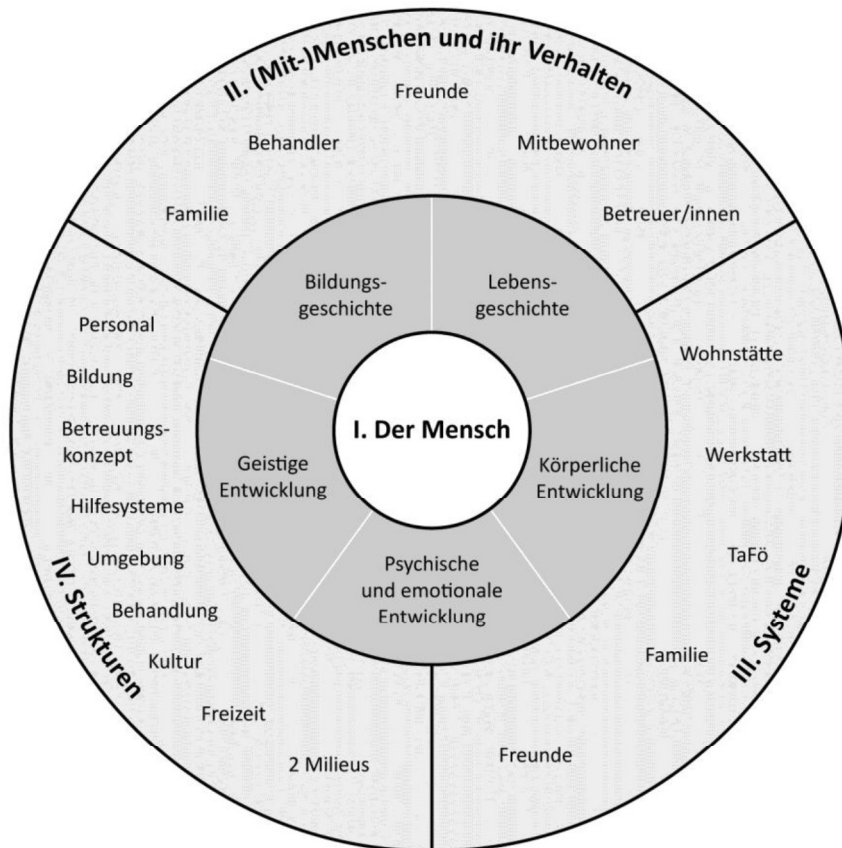 II. (Mit-)Menschen und ihr Verhalten
Freunde
Behandler
Mitbewohner
Familie
Betreuer/innen
Bildungs-
geschichte
Lebens-
geschichte
I. Der Mensch
Geistige
Entwicklung
Körperliche
Entwicklung
Psychische
und emotionale
Entwicklung
Wohnstätte
Werkstatt
TaFö
Familie
Freunde
III. Systeme
Personal
Bildung
Betreuungs-
konzept
Hilfesysteme
Umgebung
Behandlung
Kultur
Freizeit
2 Milieus
IV. Strukturen